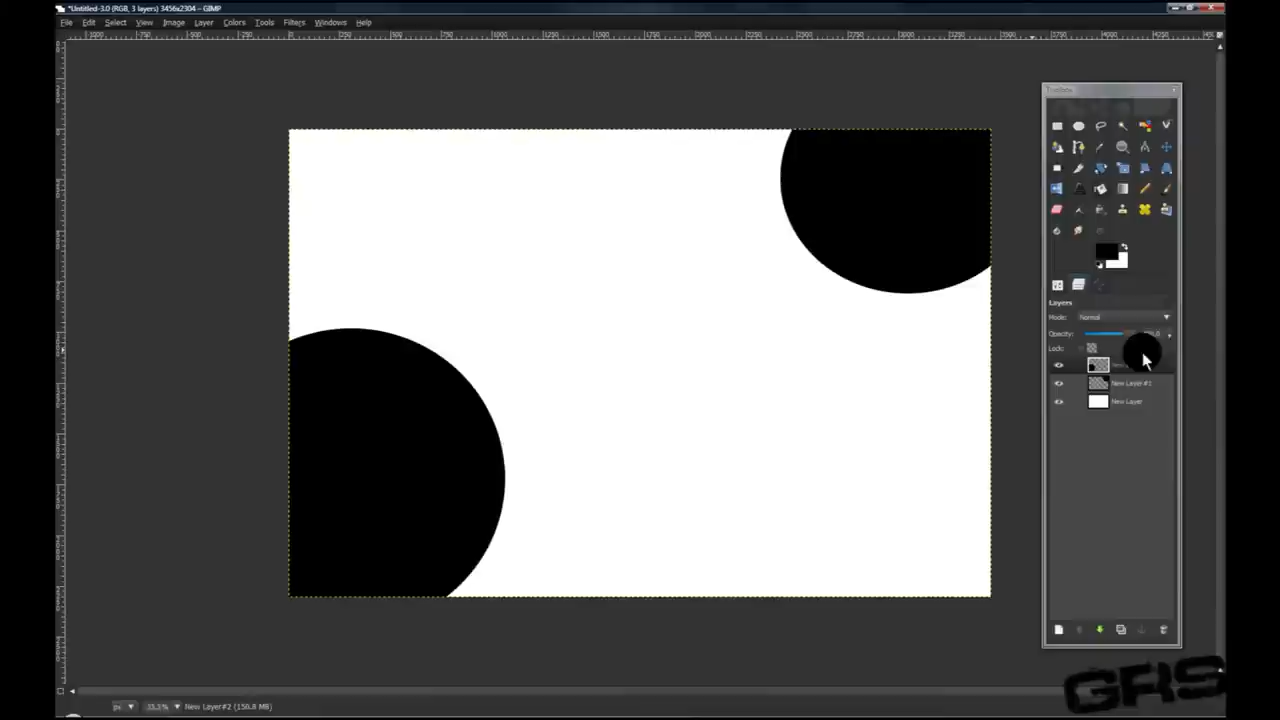 *Untitled-3.0 (RGB, 3 layers) 3456x2304 – GIMP
File Edit Select View Image Layer Colors Tools Filters Windows Help
Toolbox
Layers
Mode: Normal
Opacity:
Lock:
New Layer#1
New Layer
px 33.3% New Layer#2 (150.8 MB)
GRS